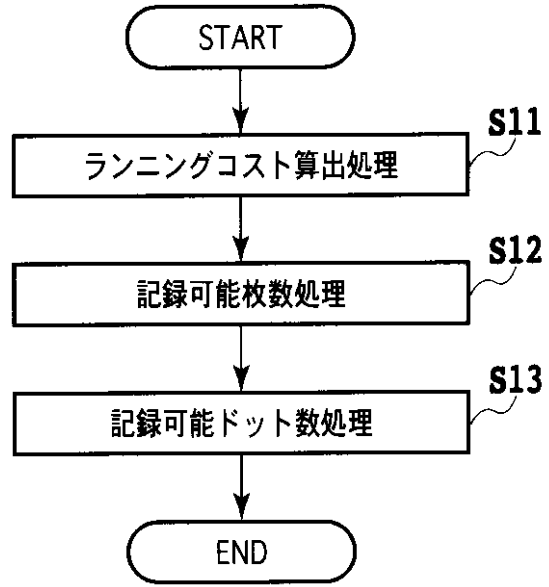 START
S11
ランニングコスト算出処理
S12
記録可能枚数処理
S13
記録可能ドット数処理
END